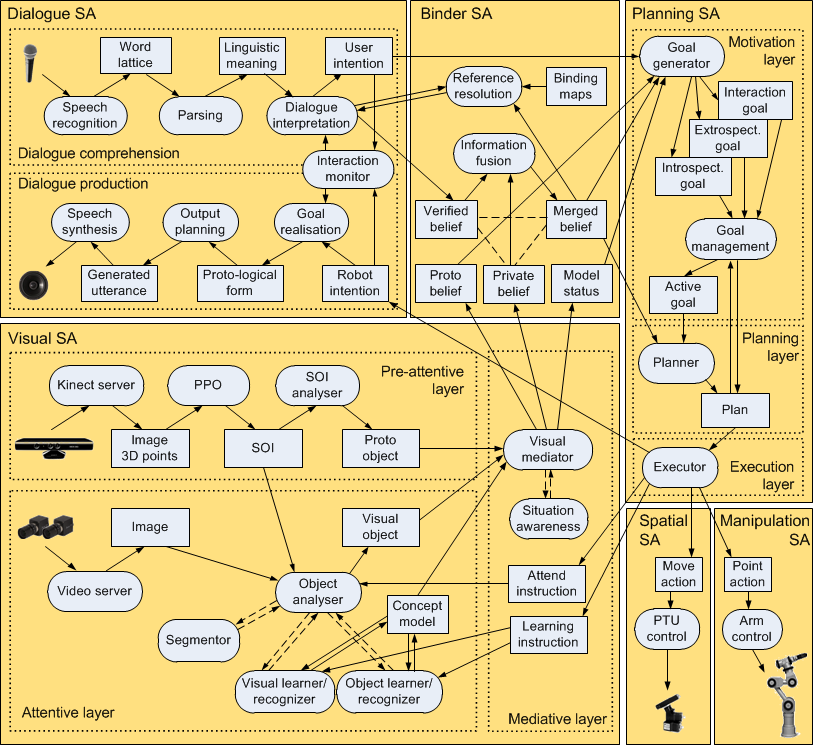 Dialogue SA
Word
lattice
Linguistic
meaning
User
intention
Speech
recognition
Parsing
Dialogue
interpretation
Dialogue comprehension
Interaction
monitor
Dialogue production
Speech
synthesis
Output
planning
Goal
realisation
Generated
utterance
Proto-logical
form
Robot
intention
Binder SA
Reference
resolution
Binding
maps
Information
fusion
Verified
belief
Merged
belief
Proto
belief
Private
belief
Model
status
Planning SA
Goal
generator
Motivation
layer
Interaction
goal
Extrospect.
goal
Introspect.
goal
Goal
management
Active
goal
Planning
layer
Planner
Plan
Executor
Execution
layer
Visual SA
Pre-attentive
layer
Kinect server
PPO
SOI
analyser
Image
3D points
SOI
Proto
object
Visual
mediator
Situation
awareness
Image
Visual
object
Video server
Object
analyser
Attend
instruction
Concept
model
Learning
instruction
Segmentor
Visual learner/
recognizer
Object learner/
recognizer
Attentive layer
Mediative layer
Spatial
SA
Move
action
PTU
control
Manipulation
SA
Point
action
Arm
control